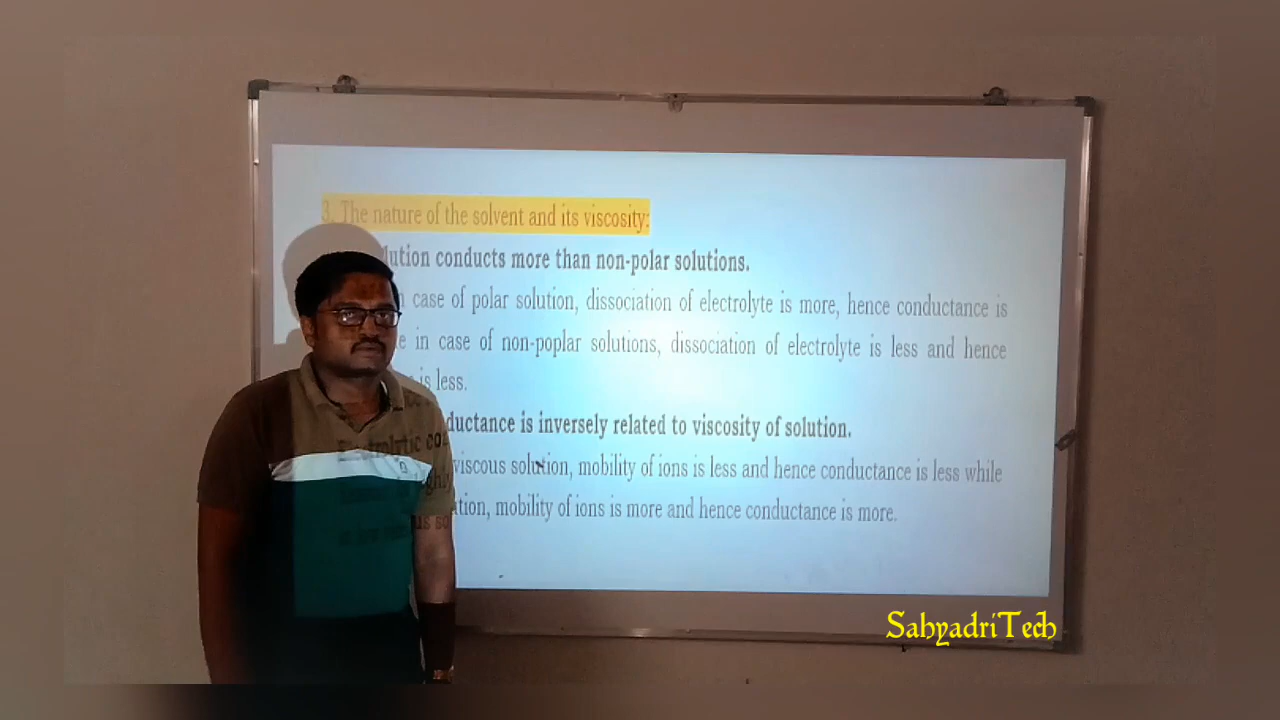 3. The nature of the solvent and its viscosity:
lution conducts more than non-polar solutions.
case of polar solution, dissociation of electrolyte is more, hence conductance is
in case of non-poplar solutions, dissociation of electrolyte is less and hence
is less.
ductance is inversely related to viscosity of solution.
viscous solution, mobility of ions is less and hence conductance is less while
tion, mobility of ions is more and hence conductance is more.
SahyadriTech